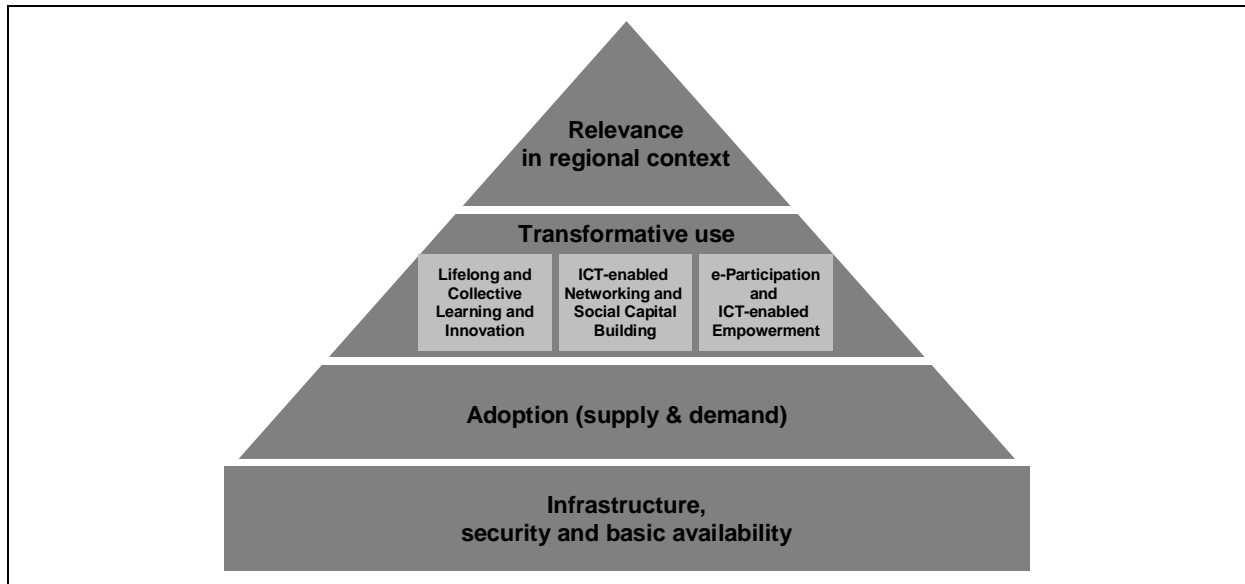 Relevance
in regional context
Transformative use
Lifelong and
Collective
Learning and
Innovation
ICT-enabled
Networking and
Social Capital
Building
e-Participation
and
ICT-enabled
Empowerment
Adoption (supply & demand)
Infrastructure,
security and basic availability